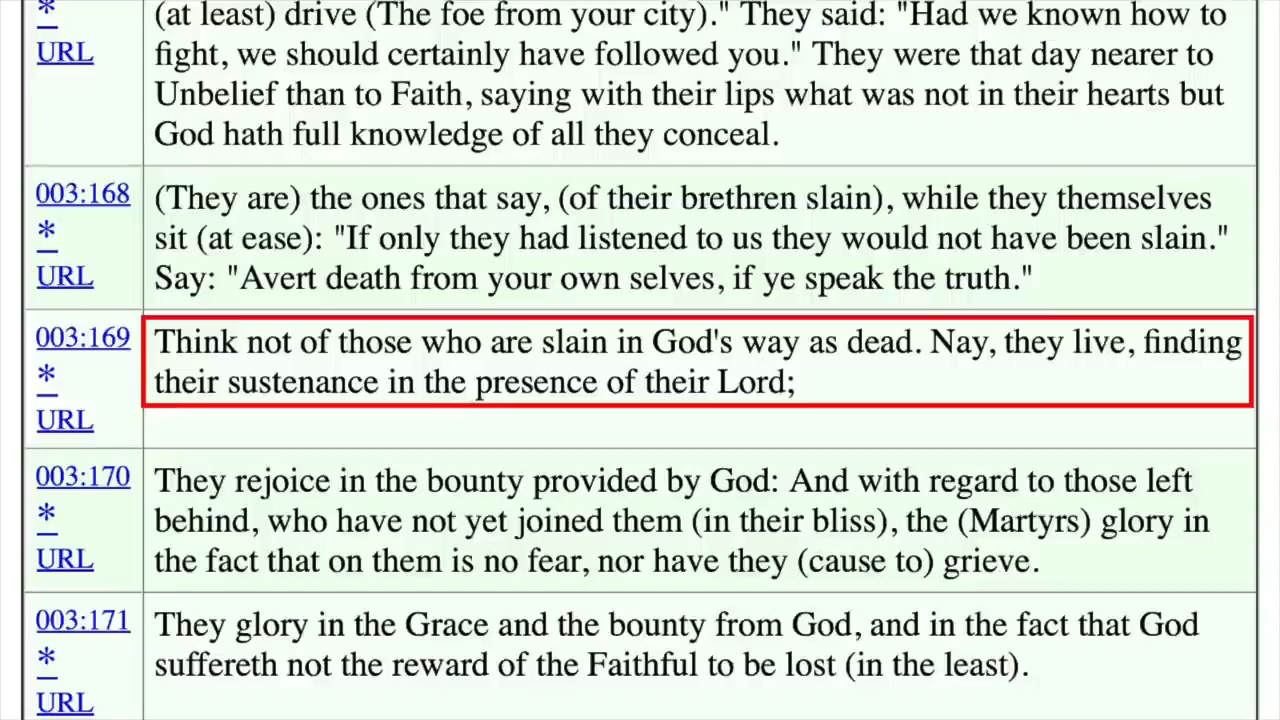 *
URL
(at least) drive (The foe from your city)." They said: "Had we known how to
fight, we should certainly have followed you." They were that day nearer to
Unbelief than to Faith, saying with their lips what was not in their hearts but
God hath full knowledge of all they conceal.
003:168
*
URL
(They are) the ones that say, (of their brethren slain), while they themselves
sit (at ease): "If only they had listened to us they would not have been slain."
Say: "Avert death from your own selves, if ye speak the truth."
003:169
*
URL
Think not of those who are slain in God's way as dead. Nay, they live, finding
their sustenance in the presence of their Lord;
003:170
*
URL
They rejoice in the bounty provided by God: And with regard to those left
behind, who have not yet joined them (in their bliss), the (Martyrs) glory in
the fact that on them is no fear, nor have they (cause to) grieve.
003:171
*
URL
They glory in the Grace and the bounty from God, and in the fact that God
suffereth not the reward of the Faithful to be lost (in the least).